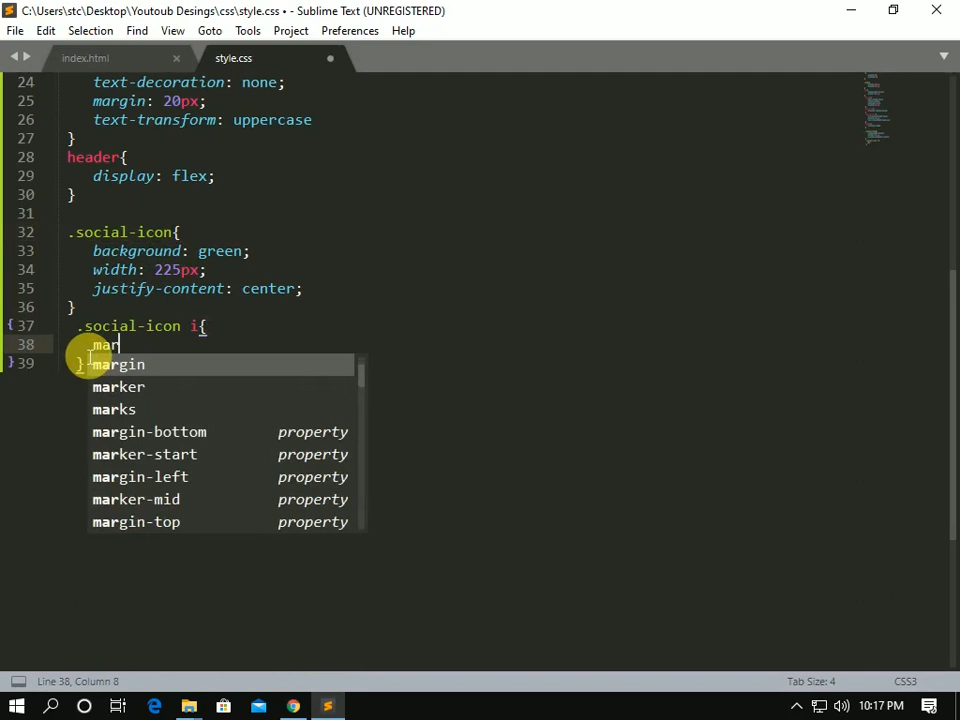 C:\Users\stc\Desktop\Youtoub Desings\css\style.css • - Sublime Text (UNREGISTERED)
File Edit Selection Find View Goto Tools Project Preferences Help
index.html style.css
24 text-decoration: none;
25 margin: 20px;
26 text-transform: uppercase
27 }
28 header{
29 display: flex;
30 }
31
32 .social-icon{
33 background: green;
34 width: 225px;
35 justify-content: center;
36 }
{ 37 .social-icon i{
38 mar
} 39 }
margin
marker
marks
margin-bottom property
marker-start property
margin-left property
marker-mid property
margin-top property
Line 38, Column 8 Tab Size: 4 CSS3
10:17 PM